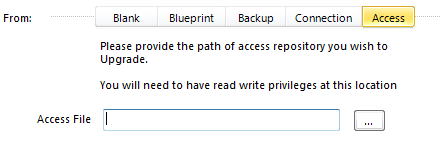 From: Blank Blueprint Backup Connection Access
Please provide the path of access repository you wish to
Upgrade.
You will need to have read write privileges at this location
Access File ...